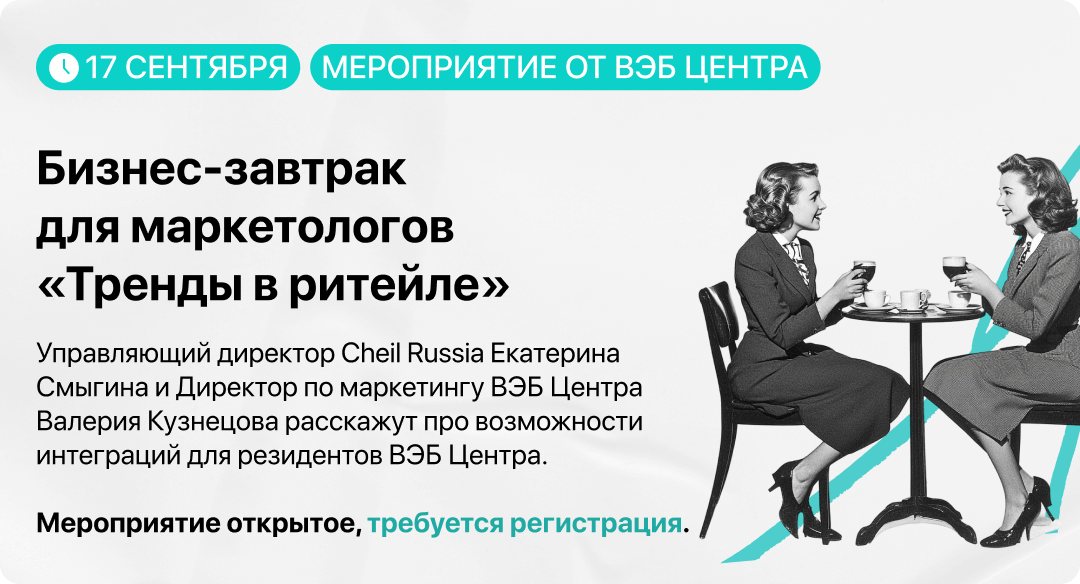 17 СЕНТЯБРЯ
МЕРОПРИЯТИЕ ОТ ВЭБ ЦЕНТРА
Бизнес-завтрак
для маркетологов
«Тренды в ритейле»
Управляющий директор Cheil Russia Екатерина
Смыгина и Директор по маркетингу ВЭБ Центра
Валерия Кузнецова расскажут про возможности
интеграций для резидентов ВЭБ Центра.
Мероприятие открытое, требуется регистрация.